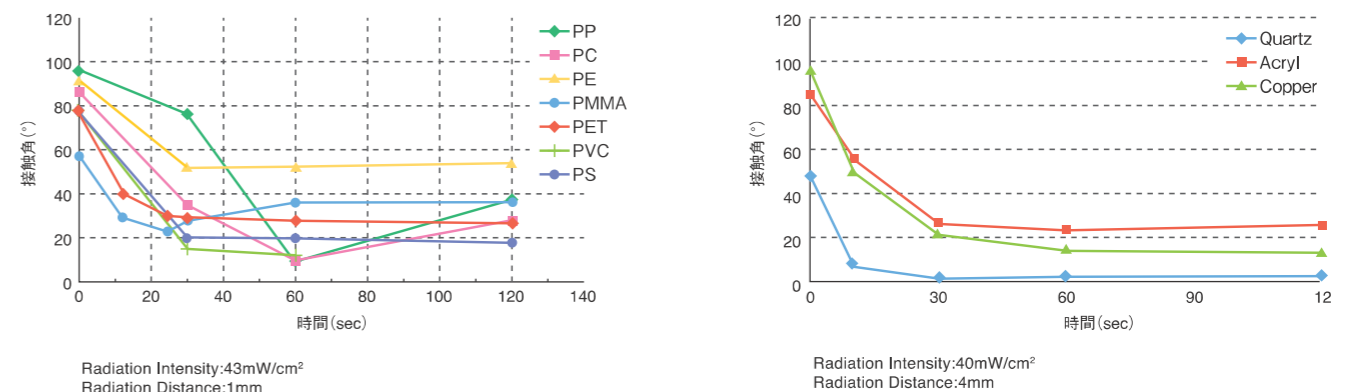 120
100
80
60
40
20
0
接触角(°)
0 20 40 60 80 100 120 140
時間(sec)
PP
PC
PE
PMMA
PET
PVC
PS
Radiation Intensity:43mW/cm²
Radiation Distance:1mm
120
100
80
60
40
20
0
接触角(°)
0 30 60 90 12
時間(sec)
Quartz
Acryl
Copper
Radiation Intensity:40mW/cm²
Radiation Distance:4mm